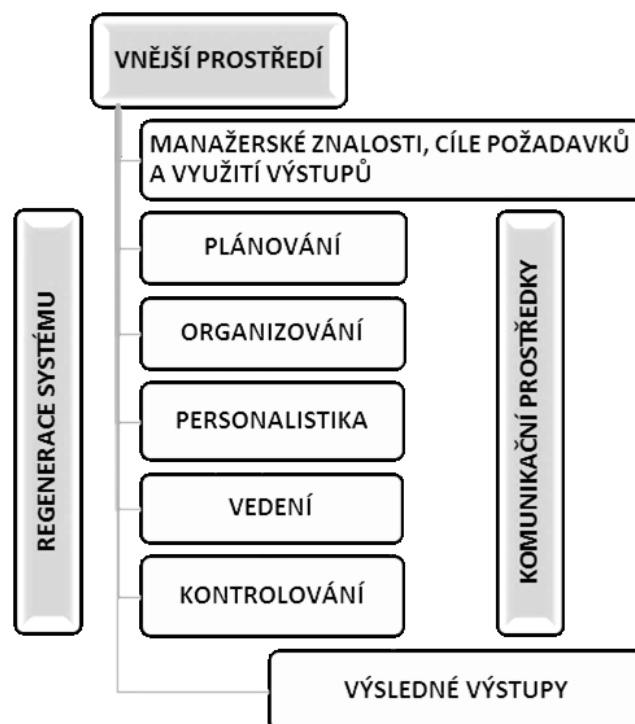 VNĚJŠÍ PROSTŘEDÍ
MANAŽERSKÉ ZNALOSTI, CÍLE POŽADAVKŮ
A VYUŽITÍ VÝSTUPŮ
REGENERACE SYSTÉMU
PLÁNOVÁNÍ
ORGANIZOVÁNÍ
PERSONALISTIKA
VEDENÍ
KONTROLOVÁNÍ
KOMUNIKAČNÍ PROSTŘEDKY
VÝSLEDNÉ VÝSTUPY